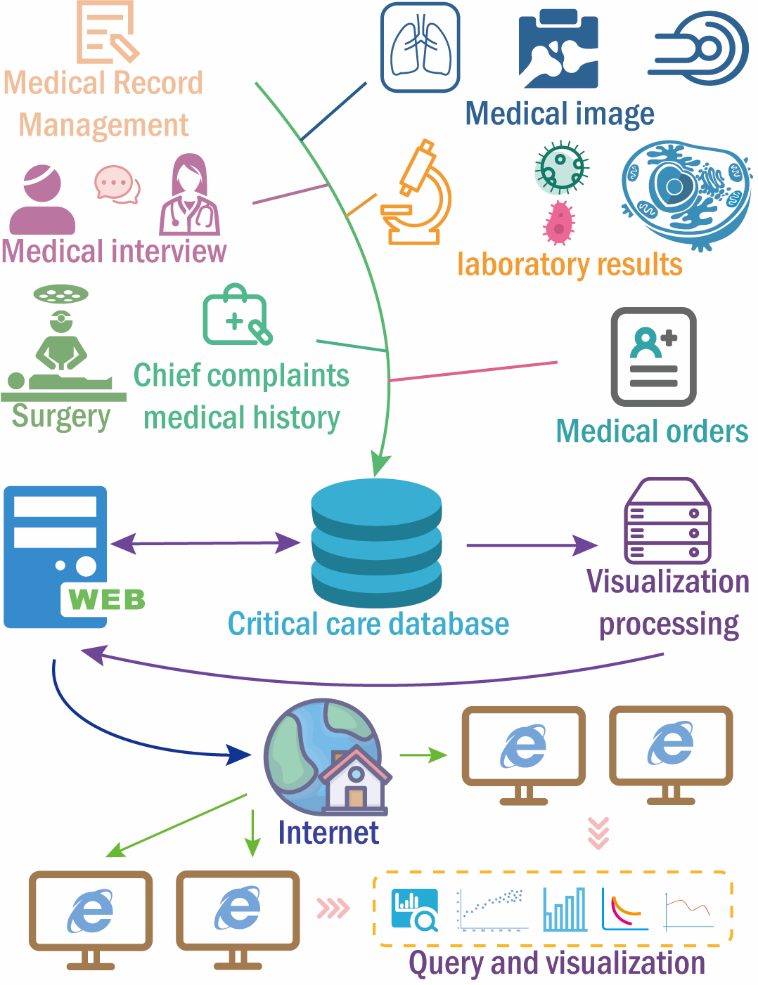 Medical Record
Management
Medical image
Medical interview
laboratory results
Surgery
Chief complaints
medical history
Medical orders
WEB
Critical care database
Visualization
processing
Internet
Query and visualization